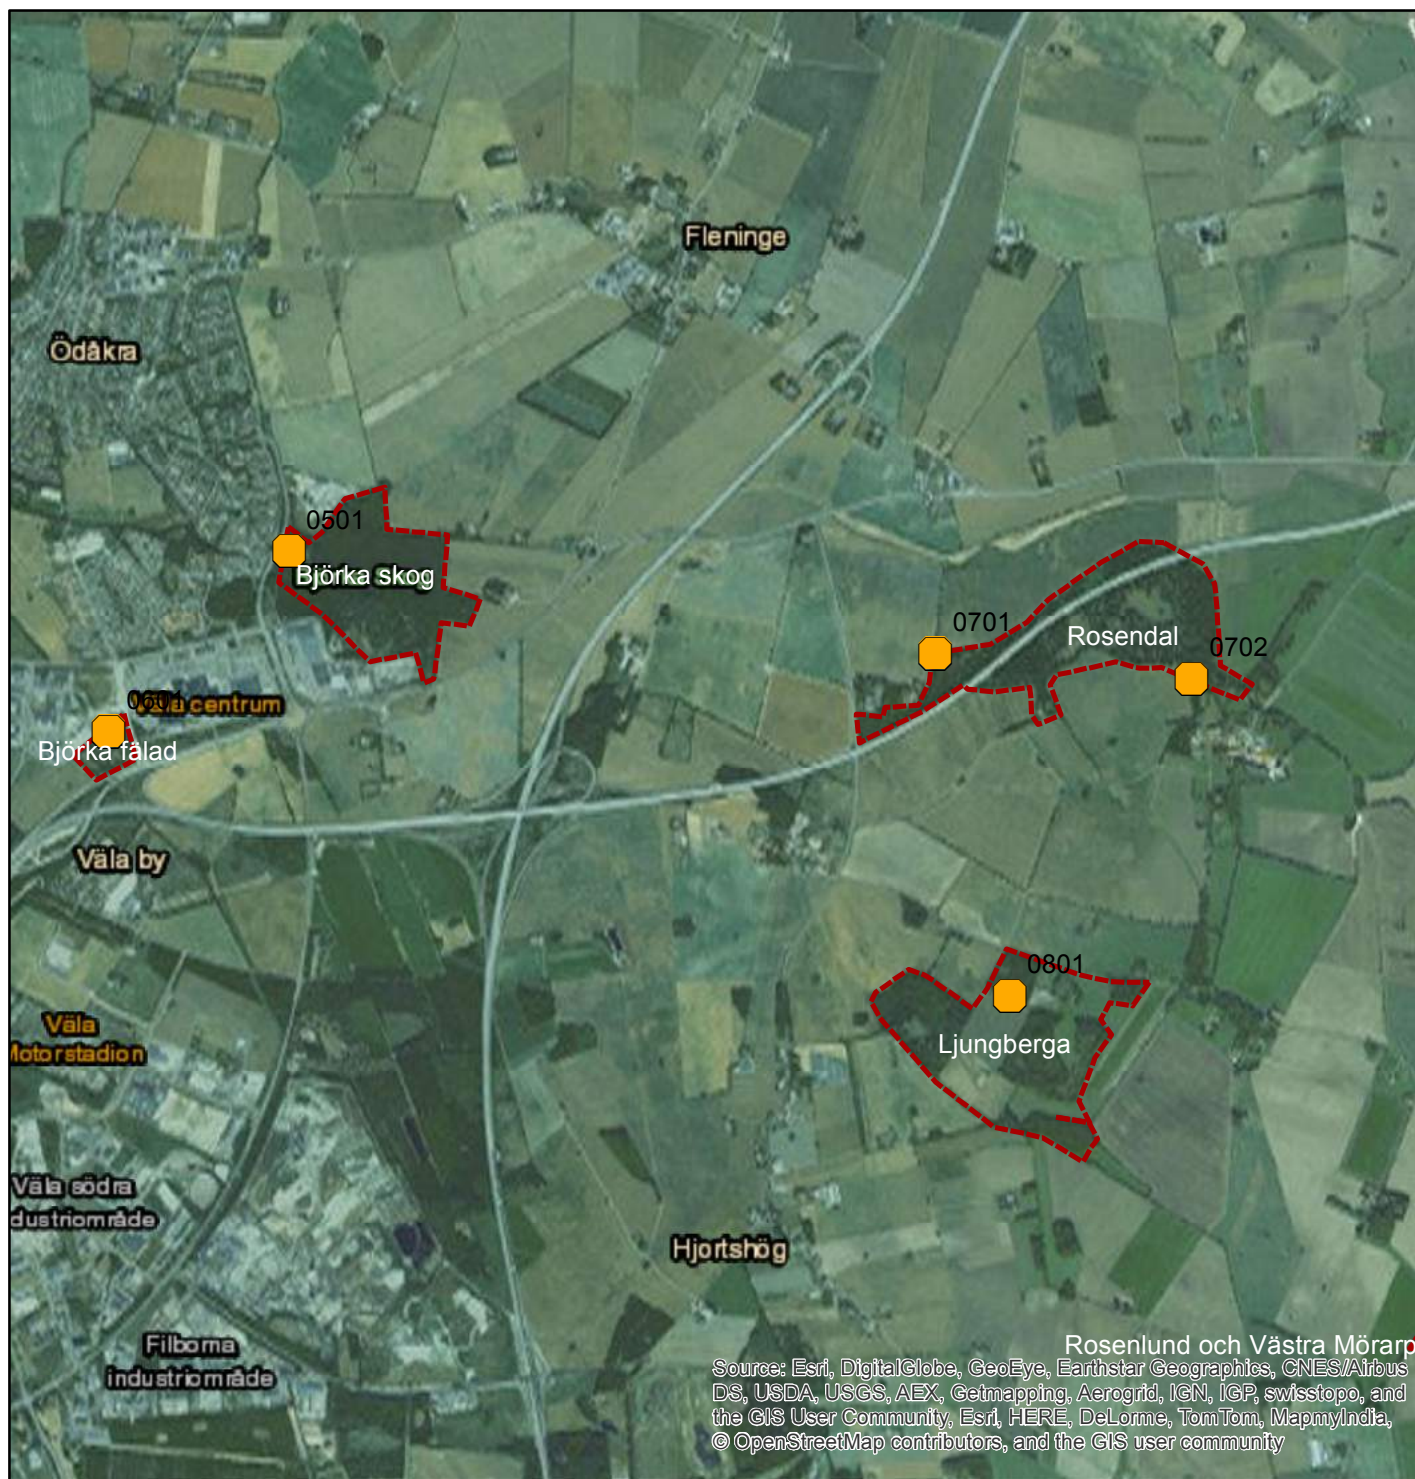 Fleninge
Ödåkra
0501
Björka skog
0701
Rosendal
0702
Väla centrum
Björka fälad
Väla by
0801
Väla
Motorstadion
Ljungberga
Väla södra
dustriområde
Hjortshög
Filborna
industriområde
Rosenlund och Västra Mörarp
Source: Esri, DigitalGlobe, GeoEye, Earthstar Geographics, CNES/Airbus
DS, USDA, USGS, AEX, Getmapping, Aerogrid, IGN, IGP, swisstopo, and
the GIS User Community, Esri, HERE, DeLorme, TomTom, MapmyIndia,
© OpenStreetMap contributors, and the GIS user community